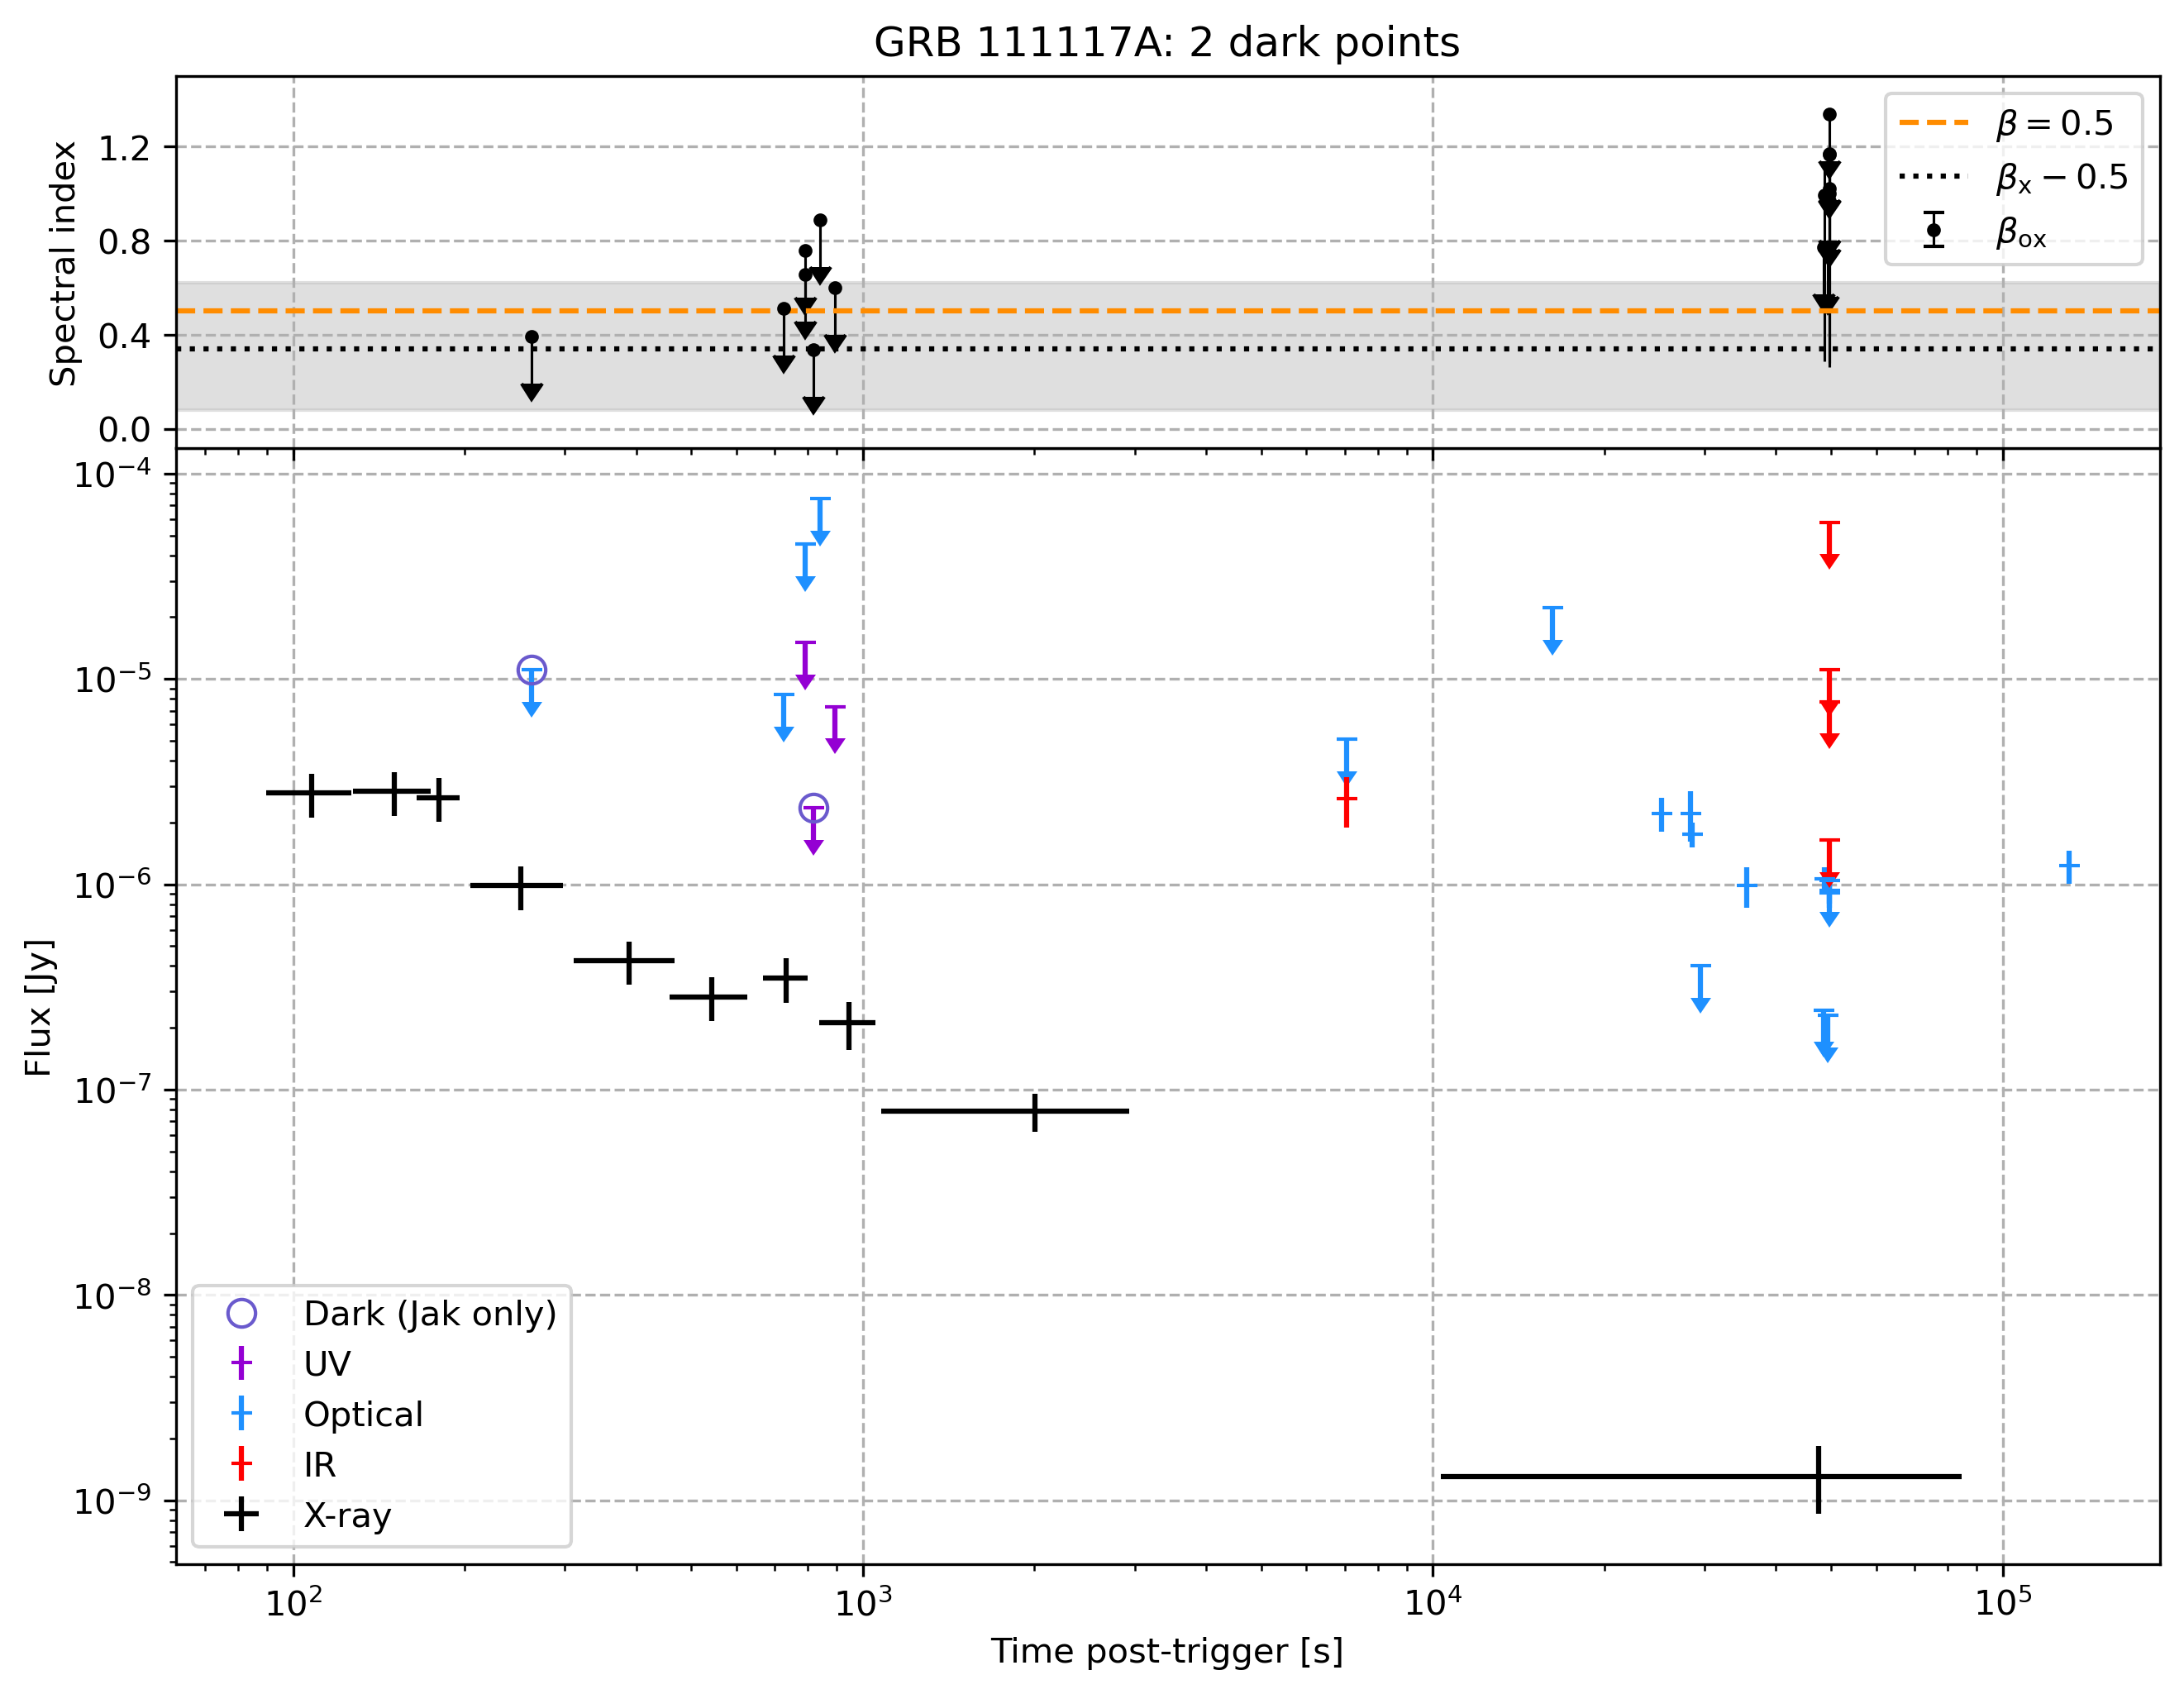 GRB 111117A: 2 dark points
Spectral index
1.2
0.8
0.4
0.0
β = 0.5
βₓ − 0.5
βₒₓ
Flux [Jy]
10⁻⁴
10⁻⁵
10⁻⁶
10⁻⁷
10⁻⁸
10⁻⁹
Dark (Jak only)
UV
Optical
IR
X-ray
10² 10³ 10⁴ 10⁵
Time post-trigger [s]